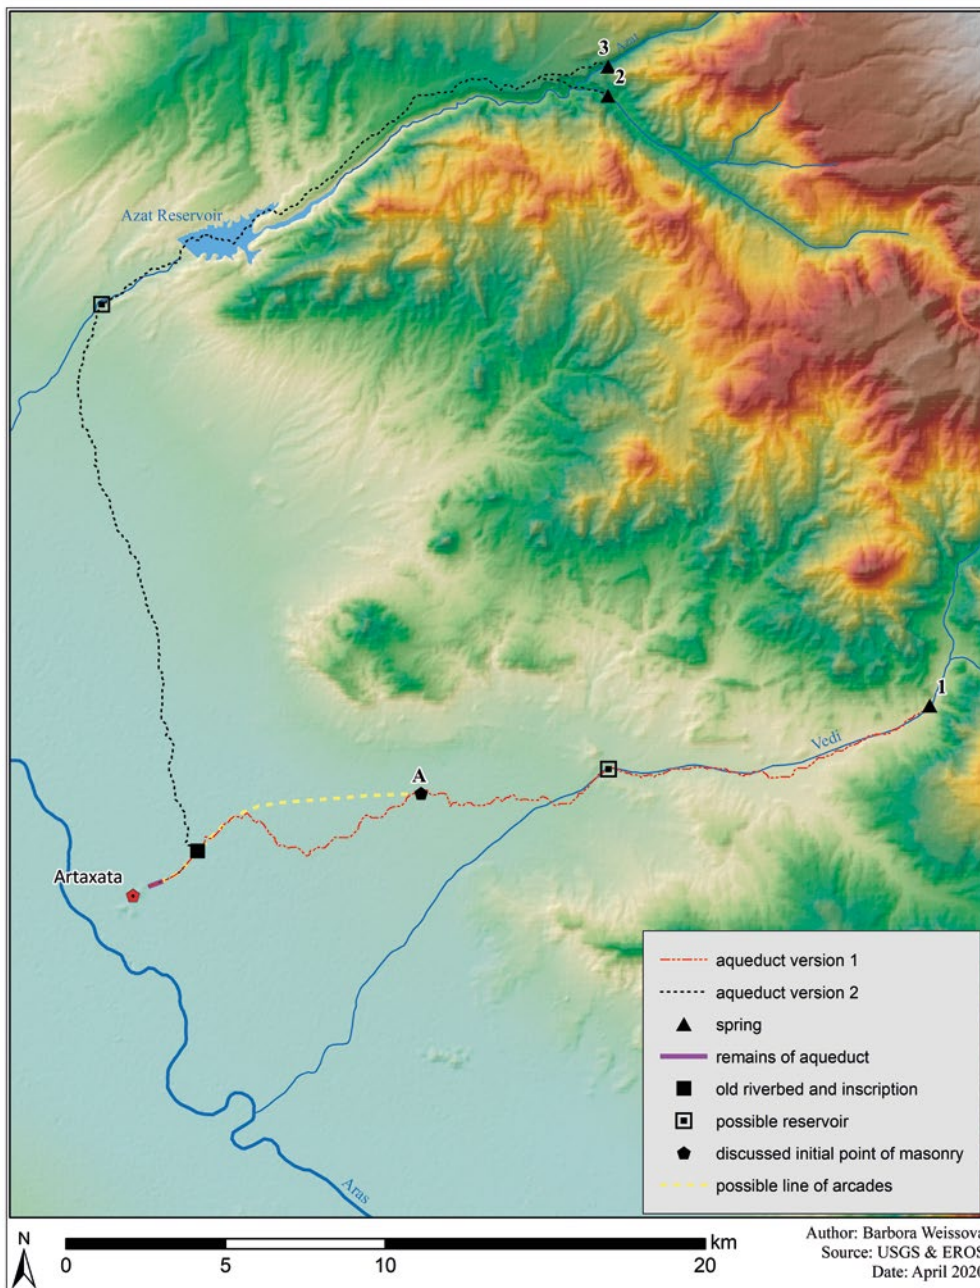 3
Azat
2
Azat Reservoir
1
Vedi
A
Artaxata
Aras
aqueduct version 1
aqueduct version 2
spring
remains of aqueduct
old riverbed and inscription
possible reservoir
discussed initial point of masonry
possible line of arcades
N
km
0 5 10 20
Author: Barbora Weissova
Source: USGS & EROS
Date: April 2020